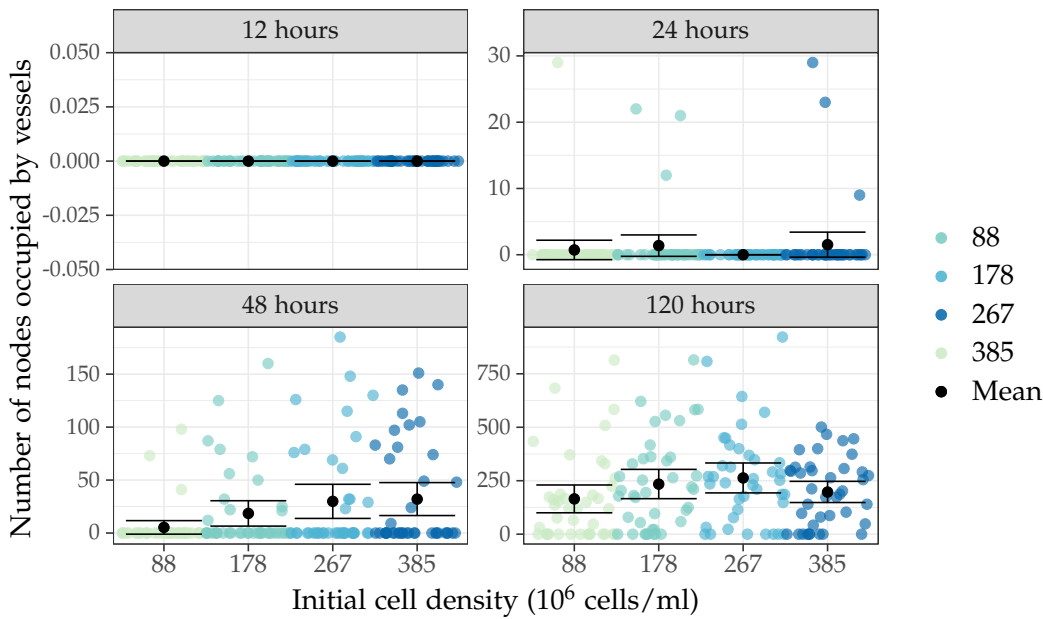 12 hours
24 hours
Number of nodes occupied by vessels
0.050
0.025
0.000
-0.025
-0.050
30
20
10
0
48 hours
120 hours
150
100
50
0
750
500
250
0
88 178 267 385
88 178 267 385
Initial cell density (10⁶ cells/ml)
88
178
267
385
Mean